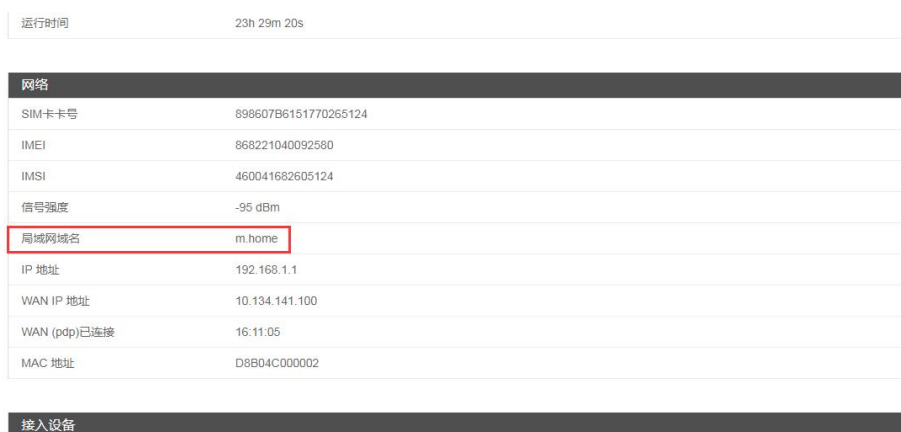 运行时间 23h 29m 20s
网络
SIM卡卡号 898607B6151770265124
IMEI 868221040092580
IMSI 460041682605124
信号强度 -95 dBm
局域网域名 m.home
IP 地址 192.168.1.1
WAN IP 地址 10.134.141.100
WAN (pdp)已连接 16:11:05
MAC 地址 D8B04C000002
接入设备